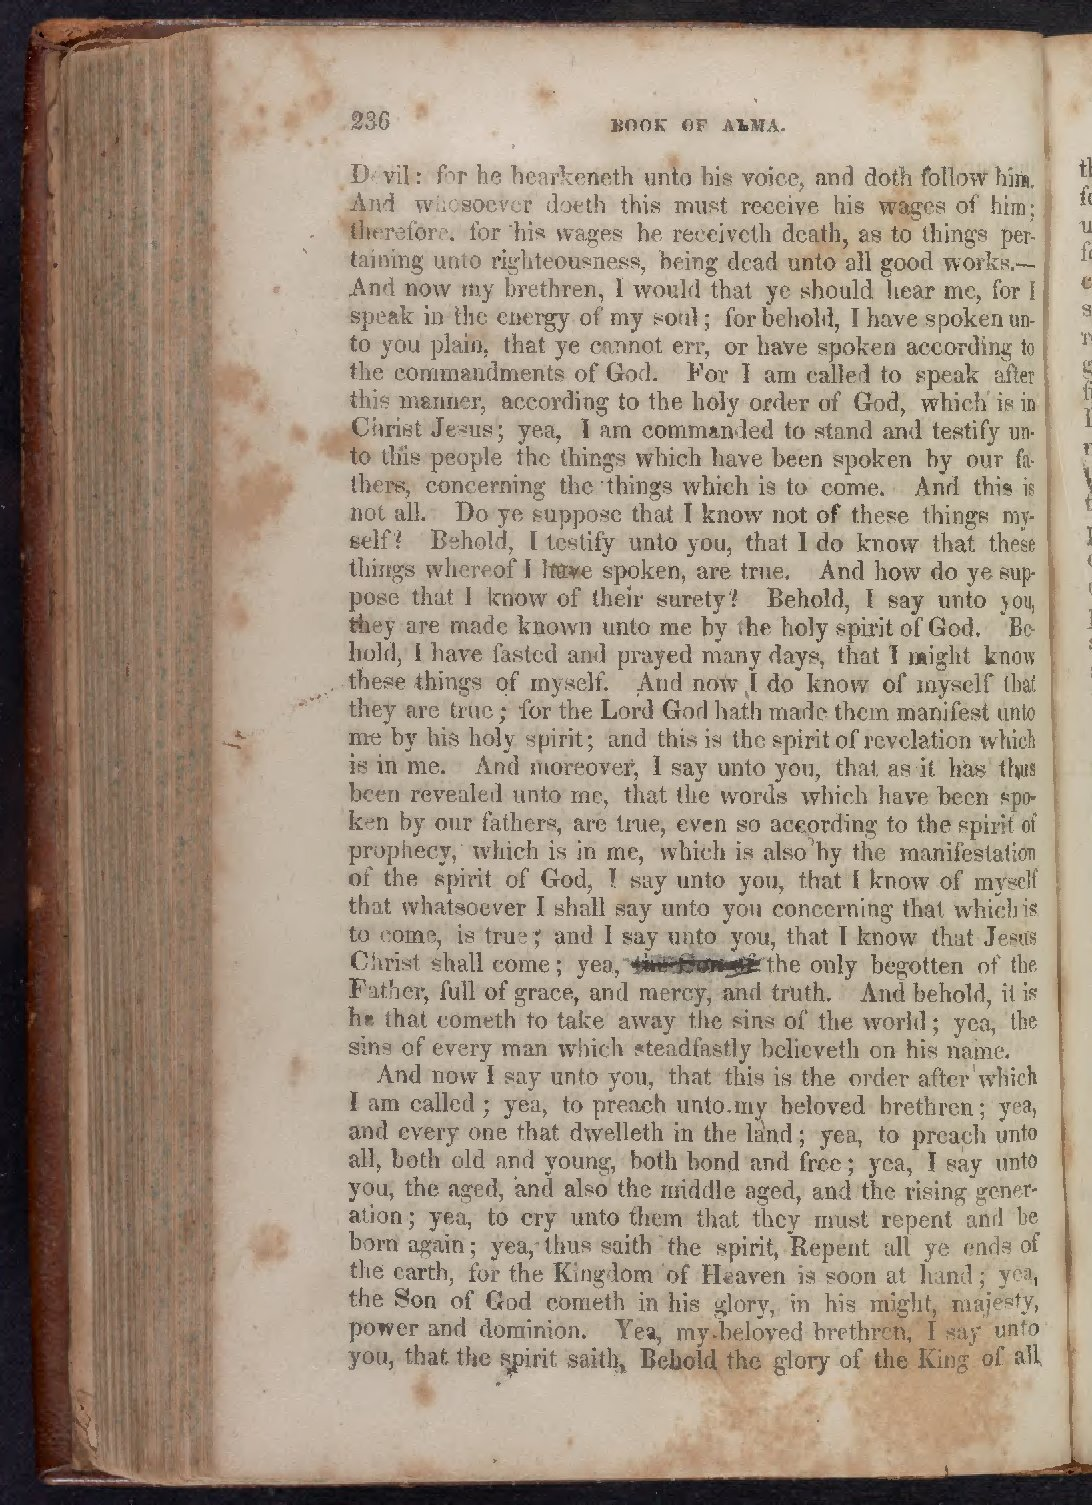 236
BOOK OF ALMA.
Devil: for he hearkeneth unto his voice, and doth follow him.
And whosoever doeth this must receive his wages of him;
therefore. for his wages he receiveth death, as to things per-
taining unto righteousness, being dead unto all good works.—
And now my brethren, I would that ye should hear me, for I
speak in the energy of my soul; for behold, I have spoken un-
to you plain, that ye cannot err, or have spoken according to
the commandments of God. For I am called to speak after
this manner, according to the holy order of God, which is in
Christ Jesus; yea, I am commanded to stand and testify un-
to this people the things which have been spoken by our fa-
thers, concerning the things which is to come. And this is
not all. Do ye suppose that I know not of these things my-
self? Behold, I testify unto you, that I do know that these
things whereof I have spoken, are true. And how do ye sup-
pose that I know of their surety? Behold, I say unto you,
they are made known unto me by the holy spirit of God. Be-
hold, I have fasted and prayed many days, that I might know
these things of myself. And now I do know of myself that
they are true; for the Lord God hath made them manifest unto
me by his holy spirit; and this is the spirit of revelation which
is in me. And moreover, I say unto you, that as it has thus
been revealed unto me, that the words which have been spo-
ken by our fathers, are true, even so according to the spirit of
prophecy, which is in me, which is also by the manifestation
of the spirit of God, I say unto you, that I know of myself
that whatsoever I shall say unto you concerning that which is
to come, is true; and I say unto you, that I know that Jesus
Christ shall come; yea, the Son of the only begotten of the
Father, full of grace, and mercy, and truth. And behold, it is
he that cometh to take away the sins of the world; yea, the
sins of every man which steadfastly believeth on his name.
And now I say unto you, that this is the order after which
I am called; yea, to preach unto my beloved brethren; yea,
and every one that dwelleth in the land; yea, to preach unto
all, both old and young, both bond and free; yea, I say unto
you, the aged, and also the middle aged, and the rising gener-
ation; yea, to cry unto them that they must repent and be
born again; yea, thus saith the spirit, Repent all ye ends of
the earth, for the Kingdom of Heaven is soon at hand; yea,
the Son of God cometh in his glory, in his might, majesty,
power and dominion. Yea, my beloved brethren, I say unto
you, that the spirit saith, Behold the glory of the King of all